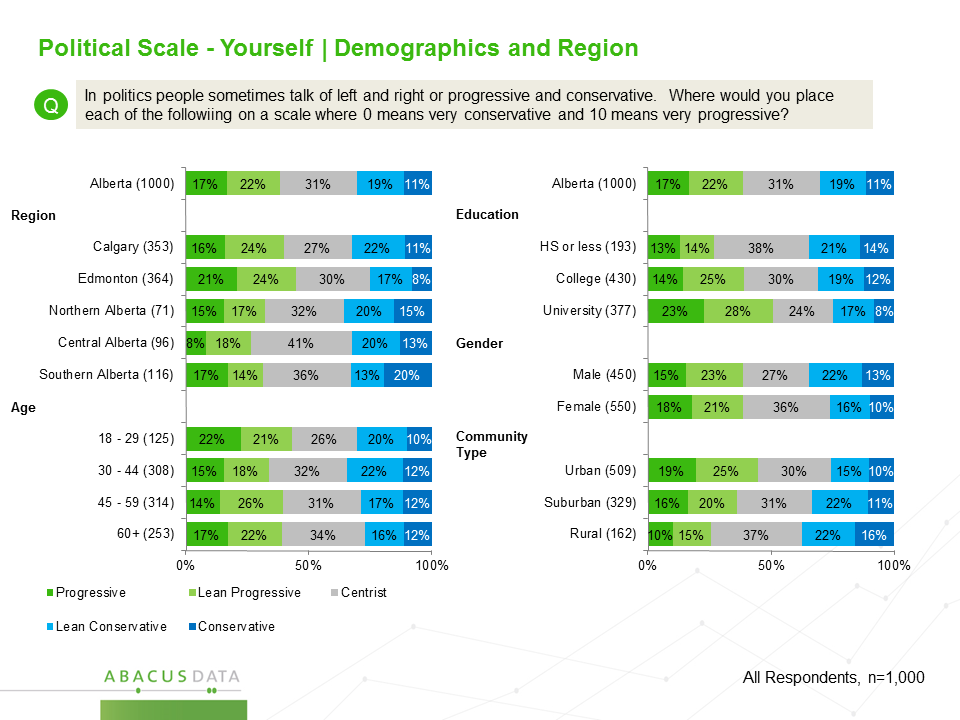 Political Scale - Yourself | Demographics and Region
Q
In politics people sometimes talk of left and right or progressive and conservative. Where would you place
each of the followiing on a scale where 0 means very conservative and 10 means very progressive?
Alberta (1000) 17% 22% 31% 19% 11%
Region
Calgary (353) 16% 24% 27% 22% 11%
Edmonton (364) 21% 24% 30% 17% 8%
Northern Alberta (71) 15% 17% 32% 20% 15%
Central Alberta (96) 8% 18% 41% 20% 13%
Southern Alberta (116) 17% 14% 36% 13% 20%
Age
18 - 29 (125) 22% 21% 26% 20% 10%
30 - 44 (308) 15% 18% 32% 22% 12%
45 - 59 (314) 14% 26% 31% 17% 12%
60+ (253) 17% 22% 34% 16% 12%
0% 50% 100%
Progressive Lean Progressive Centrist
Lean Conservative Conservative
Alberta (1000) 17% 22% 31% 19% 11%
Education
HS or less (193) 13% 14% 38% 21% 14%
College (430) 14% 25% 30% 19% 12%
University (377) 23% 28% 24% 17% 8%
Gender
Male (450) 15% 23% 27% 22% 13%
Female (550) 18% 21% 36% 16% 10%
Community
Type
Urban (509) 19% 25% 30% 15% 10%
Suburban (329) 16% 20% 31% 22% 11%
Rural (162) 10% 15% 37% 22% 16%
0% 50% 100%
ABACUS DATA
All Respondents, n=1,000